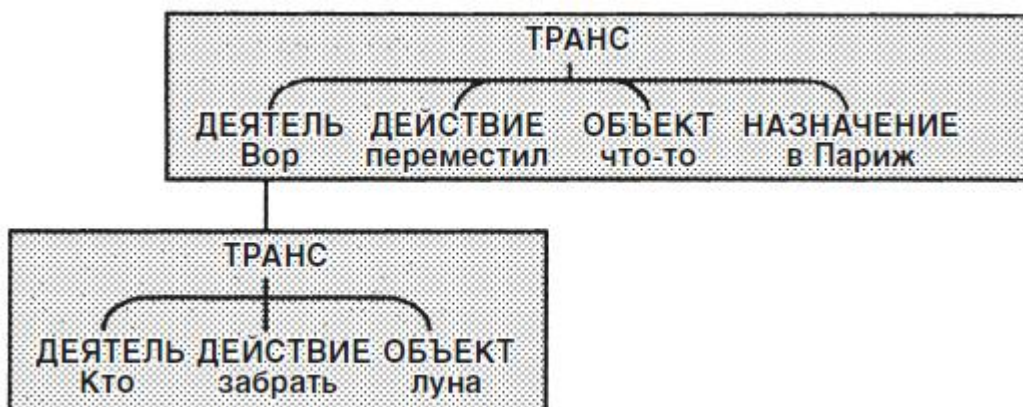 ТРАНС
ДЕЯТЕЛЬ ДЕЙСТВИЕ ОБЪЕКТ НАЗНАЧЕНИЕ
Вор переместил что-то в Париж
ТРАНС
ДЕЯТЕЛЬ ДЕЙСТВИЕ ОБЪЕКТ
Кто забрать луна